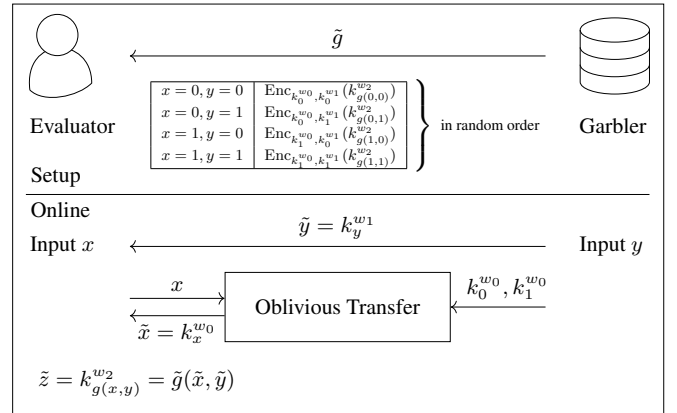 g̃
x = 0, y = 0 Enc_{k_0^{w_0}, k_0^{w_1}}(k_{g(0,0)}^{w_2})
x = 0, y = 1 Enc_{k_0^{w_0}, k_1^{w_1}}(k_{g(0,1)}^{w_2})
x = 1, y = 0 Enc_{k_1^{w_0}, k_0^{w_1}}(k_{g(1,0)}^{w_2})
x = 1, y = 1 Enc_{k_1^{w_0}, k_1^{w_1}}(k_{g(1,1)}^{w_2})
in random order
Evaluator
Garbler
Setup
Online
Input x
ỹ = k_y^{w_1}
Input y
x
Oblivious Transfer
k_0^{w_0}, k_1^{w_0}
x̃ = k_x^{w_0}
z̃ = k_{g(x,y)}^{w_2} = g̃(x̃, ỹ)